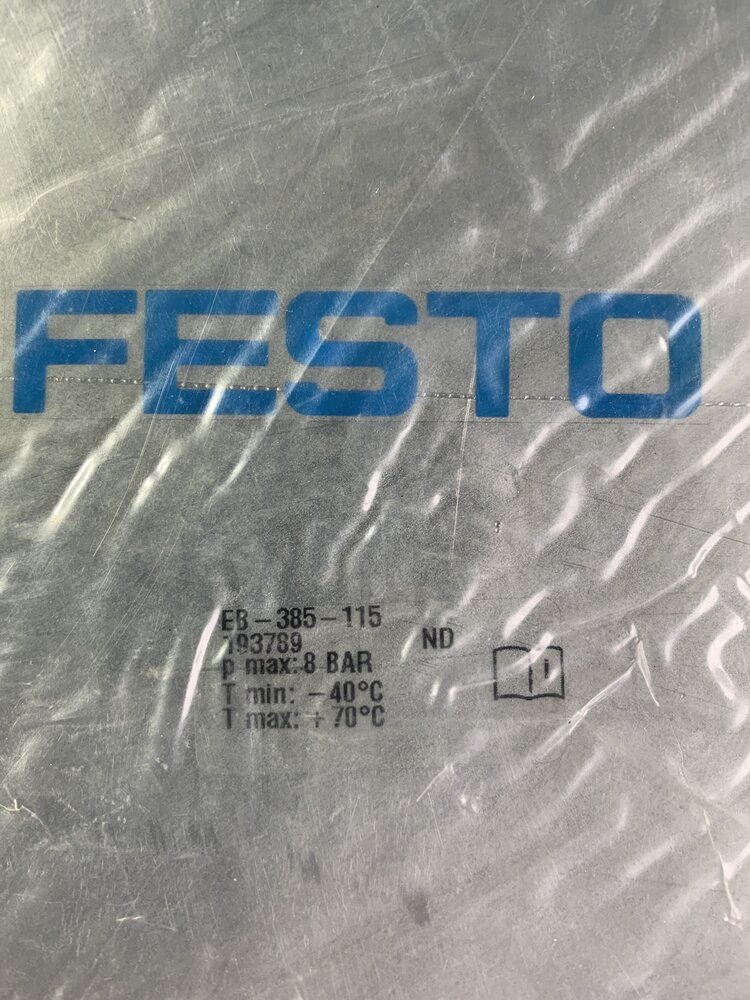 FESTO
EB-385-115
193789
ND
p max: 8 BAR
T min: -40°C
T max: + 70°C
i